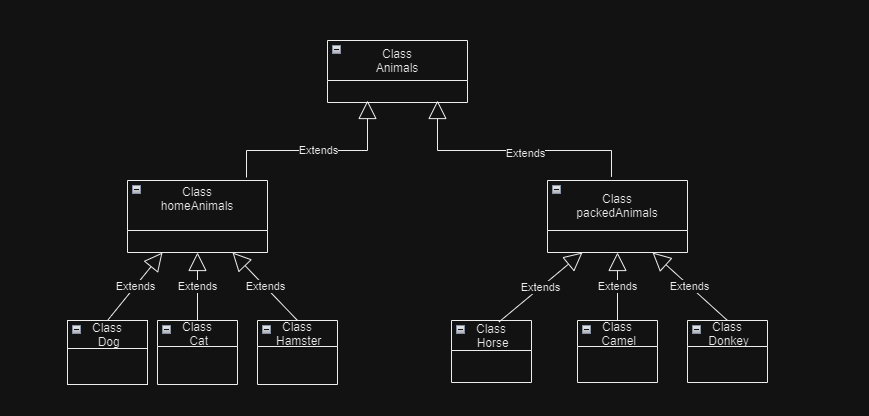 Class
Animals
Extends
Extends
Class
homeAnimals
Class
packedAnimals
Extends
Extends
Extends
Extends
Extends
Extends
Class
Dog
Class
Cat
Class
Hamster
Class
Horse
Class
Camel
Class
Donkey